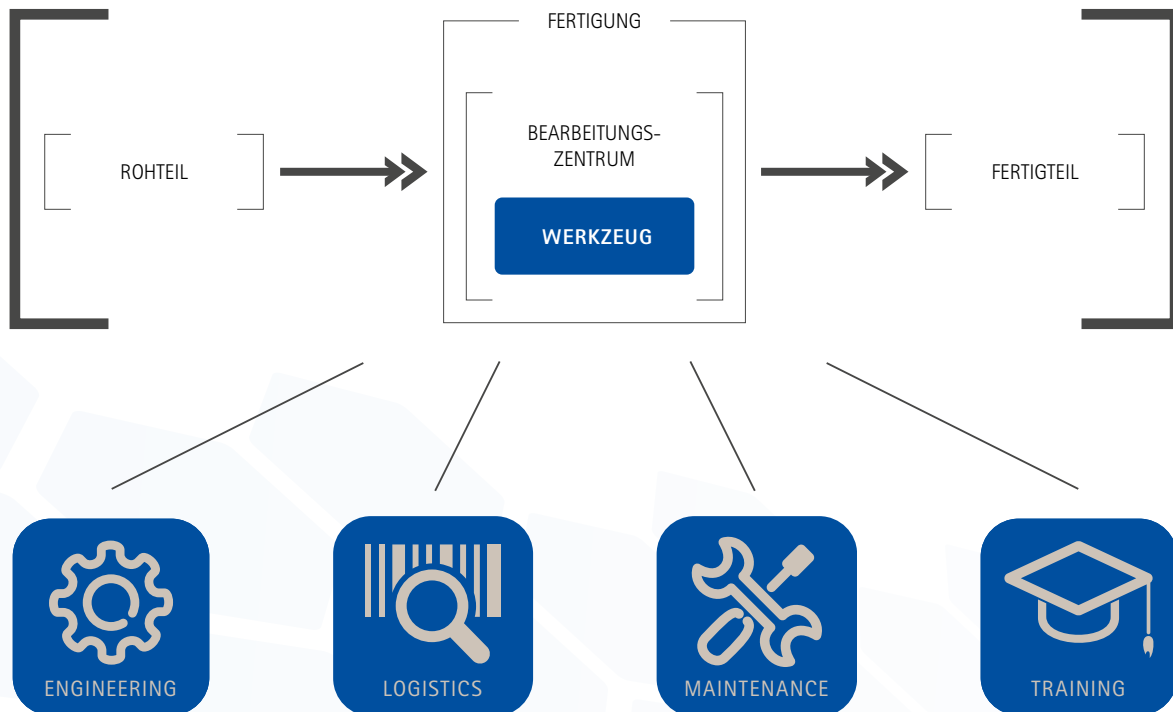 FERTIGUNG
ROHTEIL
BEARBEITUNGS-
ZENTRUM
WERKZEUG
FERTIGTEIL
ENGINEERING
LOGISTICS
MAINTENANCE
TRAINING